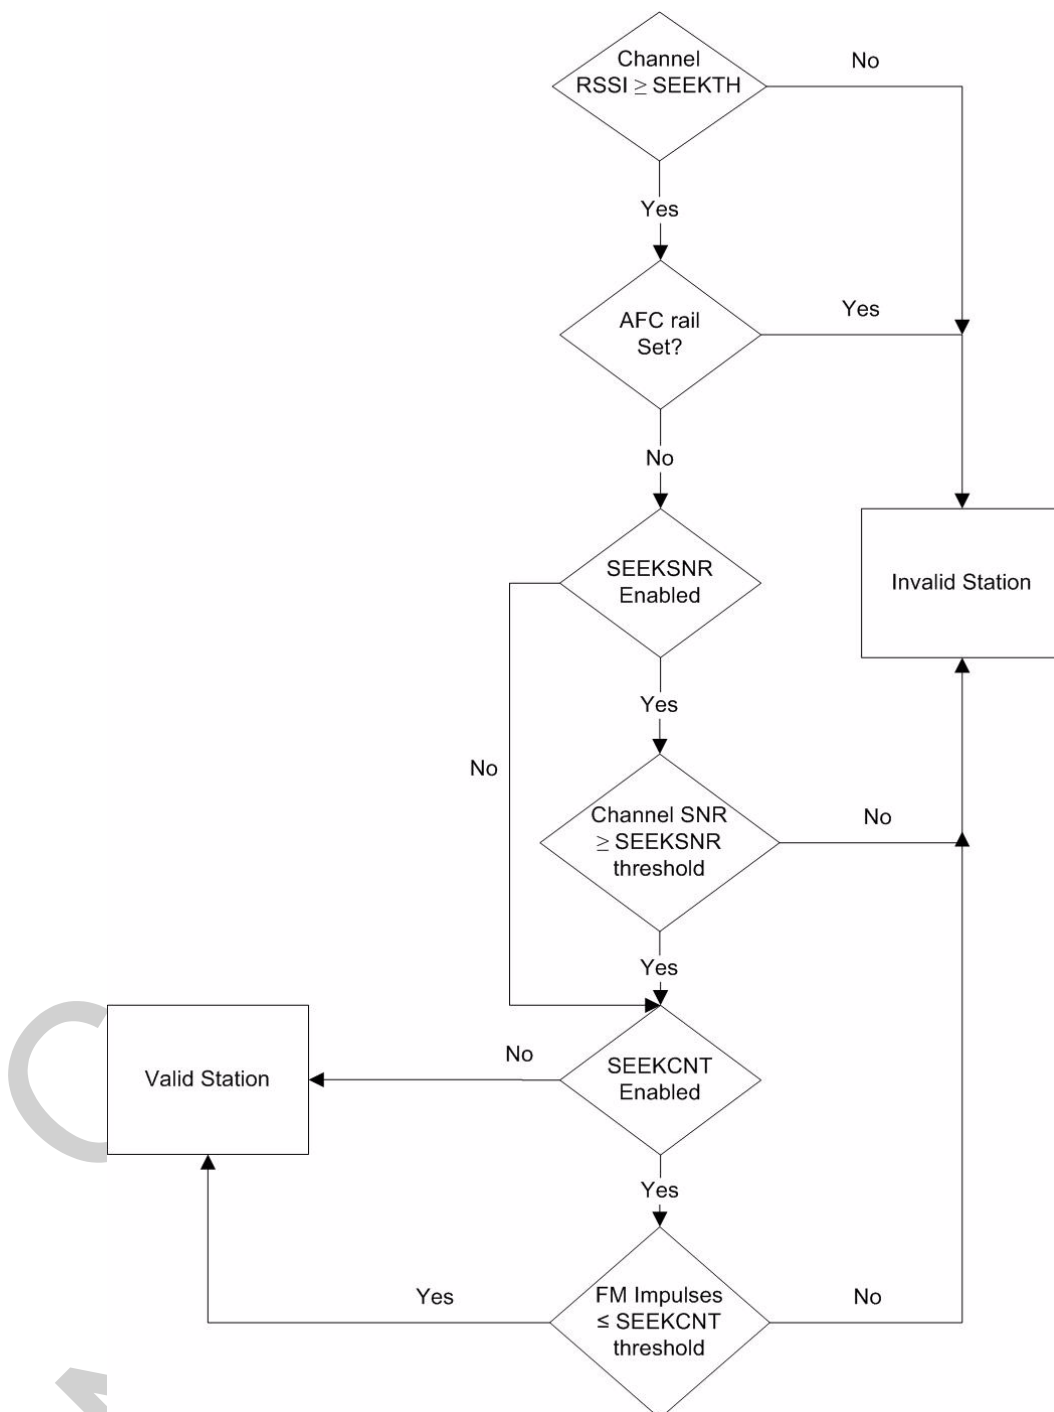 Channel
RSSI ≥ SEEKTH
No
Yes
AFC rail
Set?
Yes
No
SEEKSNR
Enabled
Invalid Station
Yes
No
Channel SNR
≥ SEEKSNR
threshold
No
Yes
SEEKCNT
Enabled
No
Valid Station
Yes
FM Impulses
≤ SEEKCNT
threshold
Yes
No